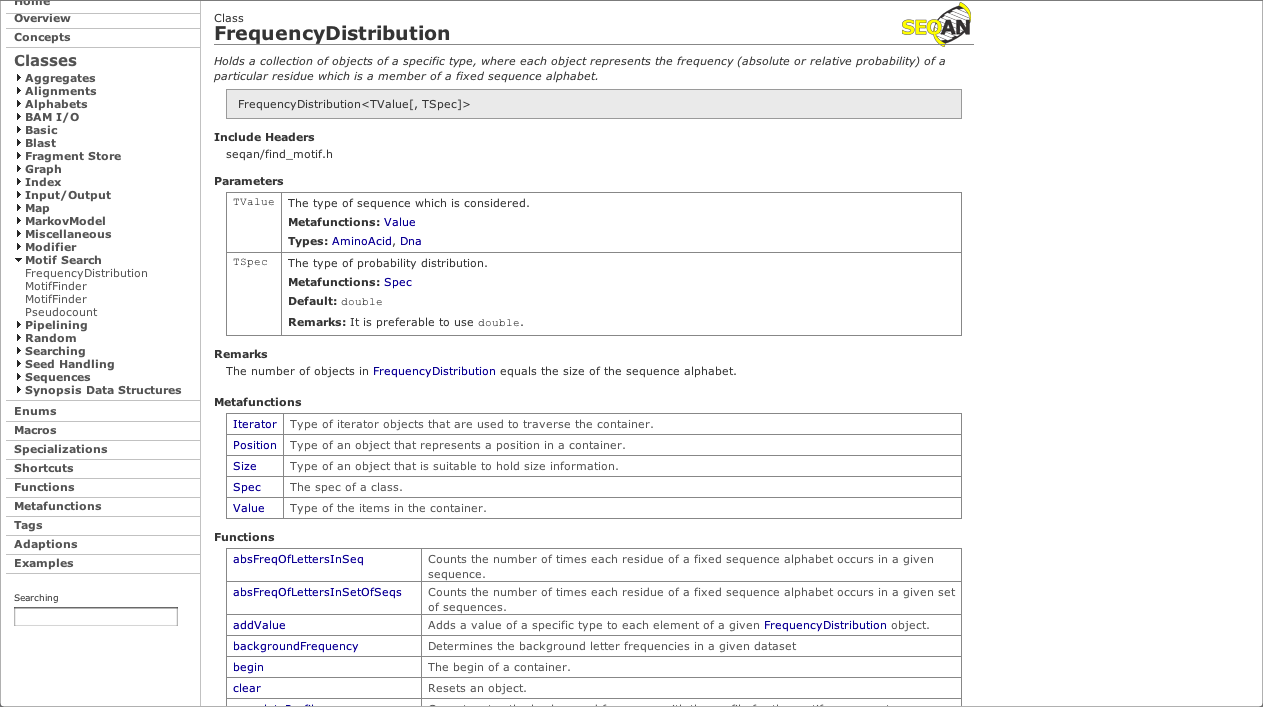 Home
Overview
Concepts
Classes
Aggregates
Alignments
Alphabets
BAM I/O
Basic
Blast
Fragment Store
Graph
Index
Input/Output
Map
MarkovModel
Miscellaneous
Modifier
Motif Search
FrequencyDistribution
MotifFinder
MotifFinder
Pseudocount
Pipelining
Random
Searching
Seed Handling
Sequences
Synopsis Data Structures
Enums
Macros
Specializations
Shortcuts
Functions
Metafunctions
Tags
Adaptions
Examples
Searching
Class
FrequencyDistribution
SEQAN
Holds a collection of objects of a specific type, where each object represents the frequency (absolute or relative probability) of a
particular residue which is a member of a fixed sequence alphabet.
FrequencyDistribution<TValue[, TSpec]>
Include Headers
seqan/find_motif.h
Parameters
TValue The type of sequence which is considered.
Metafunctions: Value
Types: AminoAcid, Dna
TSpec The type of probability distribution.
Metafunctions: Spec
Default: double
Remarks: It is preferable to use double.
Remarks
The number of objects in FrequencyDistribution equals the size of the sequence alphabet.
Metafunctions
Iterator Type of iterator objects that are used to traverse the container.
Position Type of an object that represents a position in a container.
Size Type of an object that is suitable to hold size information.
Spec The spec of a class.
Value Type of the items in the container.
Functions
absFreqOfLettersInSeq Counts the number of times each residue of a fixed sequence alphabet occurs in a given
sequence.
absFreqOfLettersInSetOfSeqs Counts the number of times each residue of a fixed sequence alphabet occurs in a given set
of sequences.
addValue Adds a value of a specific type to each element of a given FrequencyDistribution object.
backgroundFrequency Determines the background letter frequencies in a given dataset
begin The begin of a container.
clear Resets an object.